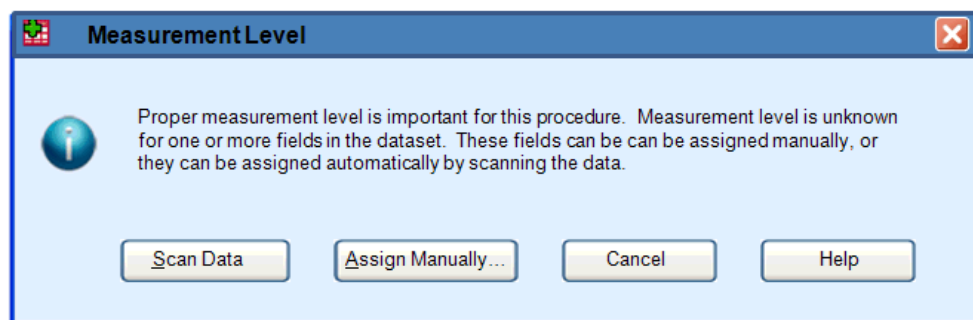 Measurement Level
Proper measurement level is important for this procedure. Measurement level is unknown
for one or more fields in the dataset. These fields can be can be assigned manually, or
they can be assigned automatically by scanning the data.
Scan Data Assign Manually... Cancel Help